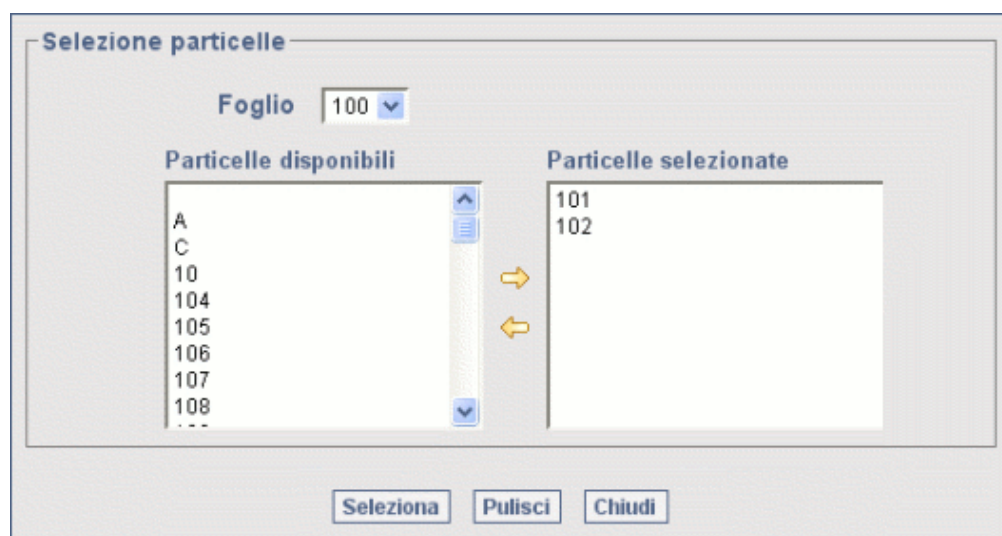 Selezione particelle
Foglio 100
Particelle disponibili
A
C
10
104
105
106
107
108
Particelle selezionate
101
102
Seleziona Pulisci Chiudi